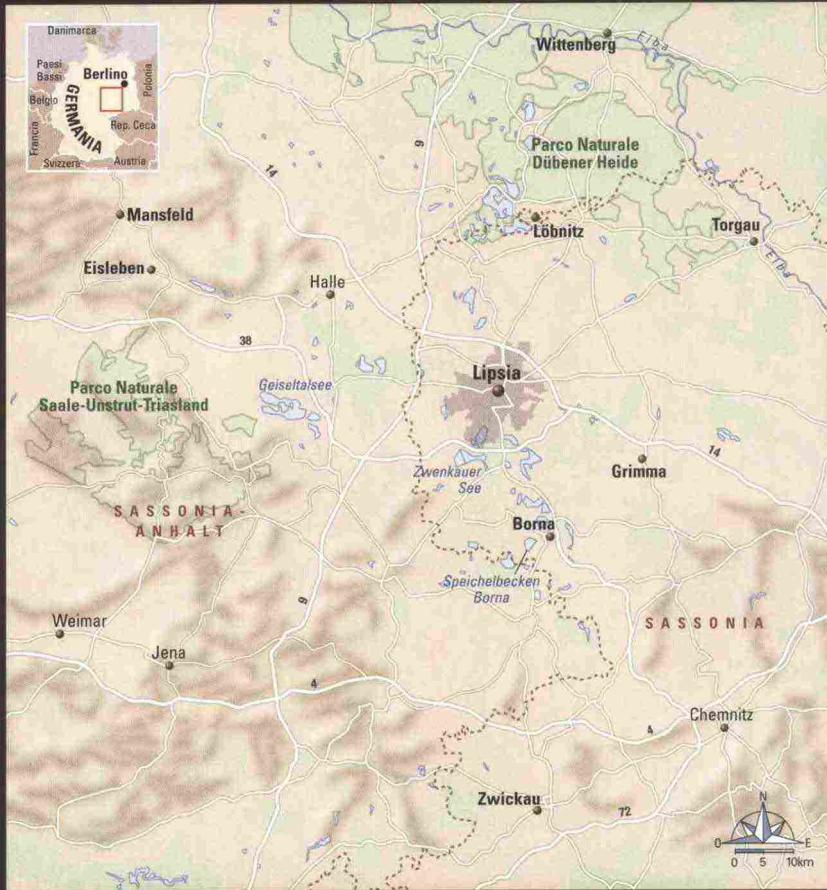 Danimarca
Paesi
Bassi
Berlino
Polonia
Belgio
GERMANIA
Rep. Ceca
Francia
Svizzera
Austria
Wittenberg
Elba
9
14
Parco Naturale
Dübener Heide
Mansfeld
Löbnitz
Torgau
Eisleben
Halle
Elba
38
Lipsia
Parco Naturale
Saale-Unstrut-Triasland
Geiseltalsee
14
Zwenkauer
See
Grimma
SASSONIA-
ANHALT
Borna
Speichelbecken
Borna
9
Weimar
SASSONIA
Jena
4
4
Chemnitz
Zwickau
72
N
O
E
0 5 10km